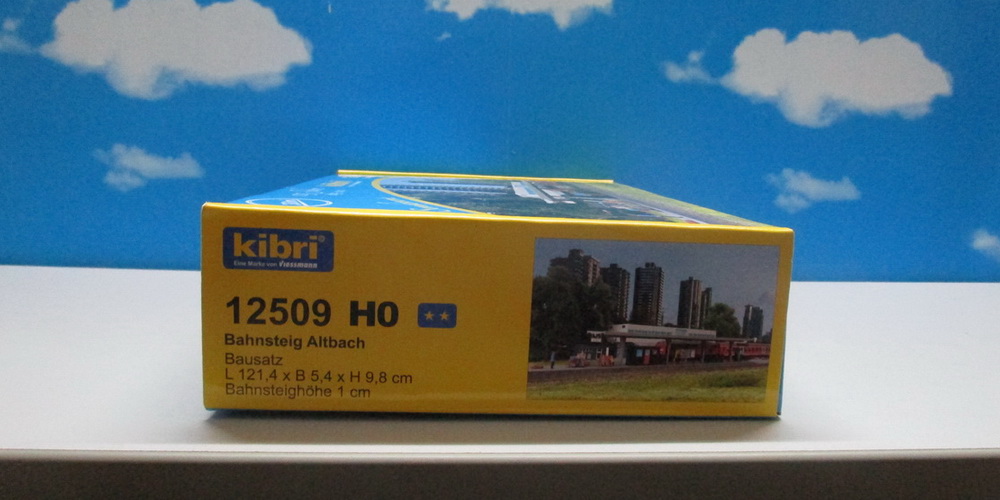 kibri®
Eine Marke von Viessmann
12509 H0
Bahnsteig Altbach
Bausatz
L 121,4 x B 5,4 x H 9,8 cm
Bahnsteighöhe 1 cm